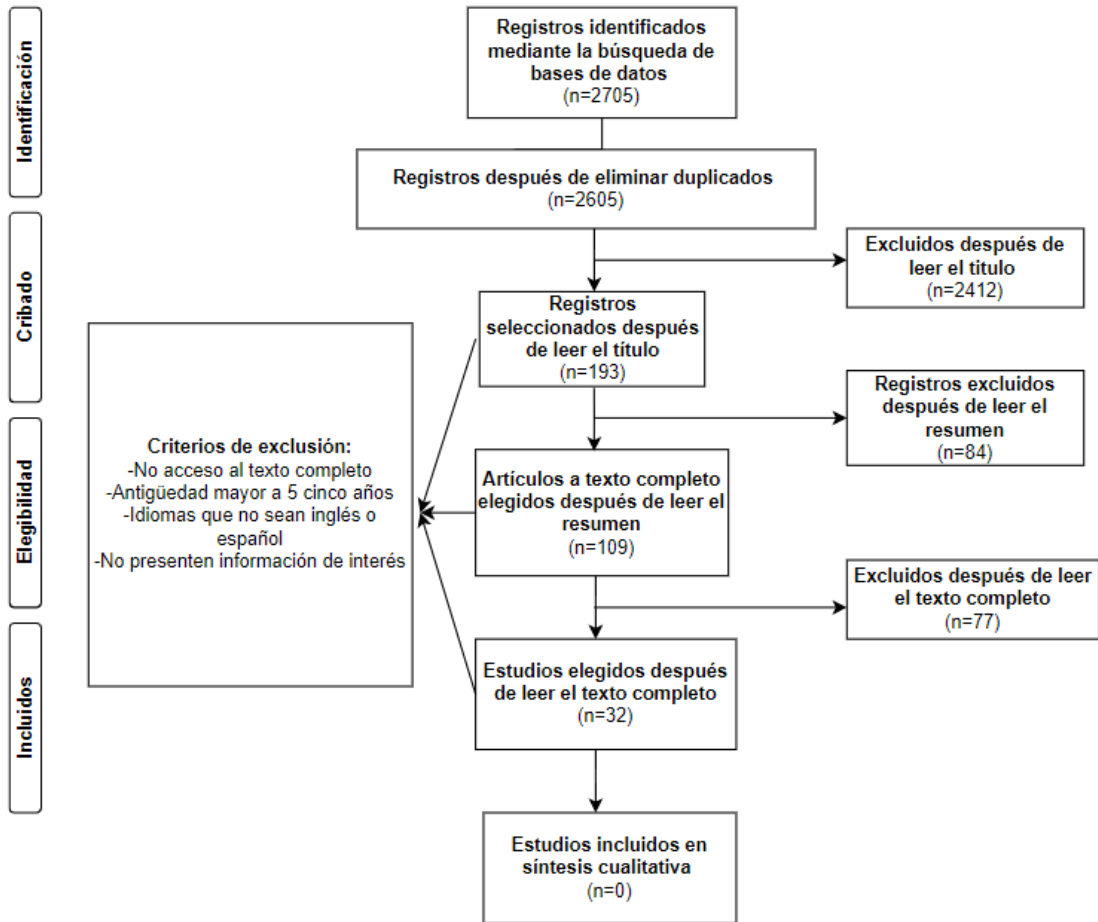 Identificación
Registros identificados
mediante la búsqueda de
bases de datos
(n=2705)
Registros después de eliminar duplicados
(n=2605)
Cribado
Excluidos después de
leer el titulo
(n=2412)
Registros
seleccionados después
de leer el título
(n=193)
Registros excluidos
después de leer el
resumen
(n=84)
Elegibilidad
Criterios de exclusión:
-No acceso al texto completo
-Antigüedad mayor a 5 cinco años
-Idiomas que no sean inglés o
español
-No presenten información de interés
Artículos a texto completo
elegidos después de leer el
resumen
(n=109)
Excluidos después de leer
el texto completo
(n=77)
Incluidos
Estudios elegidos después
de leer el texto completo
(n=32)
Estudios incluidos en
síntesis cualitativa
(n=0)